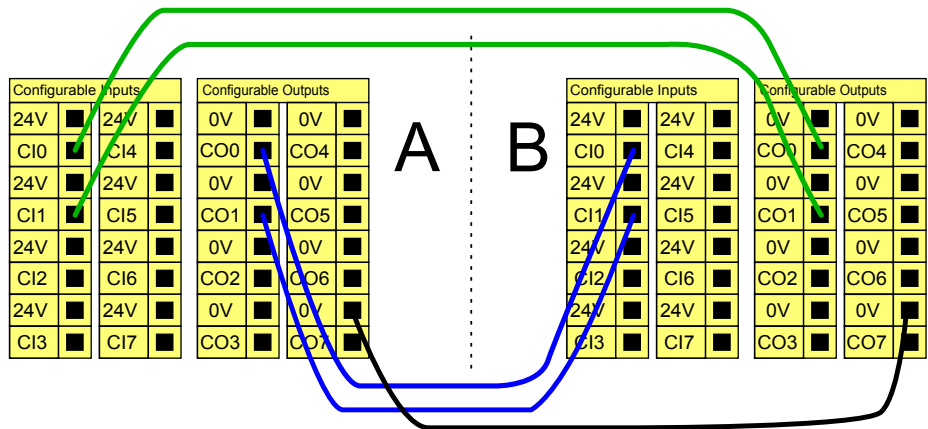 Configurable Inputs Configurable Outputs Configurable Inputs Configurable Outputs
24V 24V 0V 0V A B 24V 24V 0V 0V
CI0 CI4 CO0 CO4 CI0 CI4 CO0 CO4
24V 24V 0V 0V 24V 24V 0V 0V
CI1 CI5 CO1 CO5 CI1 CI5 CO1 CO5
24V 24V 0V 0V 24V 24V 0V 0V
CI2 CI6 CO2 CO6 CI2 CI6 CO2 CO6
24V 24V 0V 0V 24V 24V 0V 0V
CI3 CI7 CO3 CO7 CI3 CI7 CO3 CO7